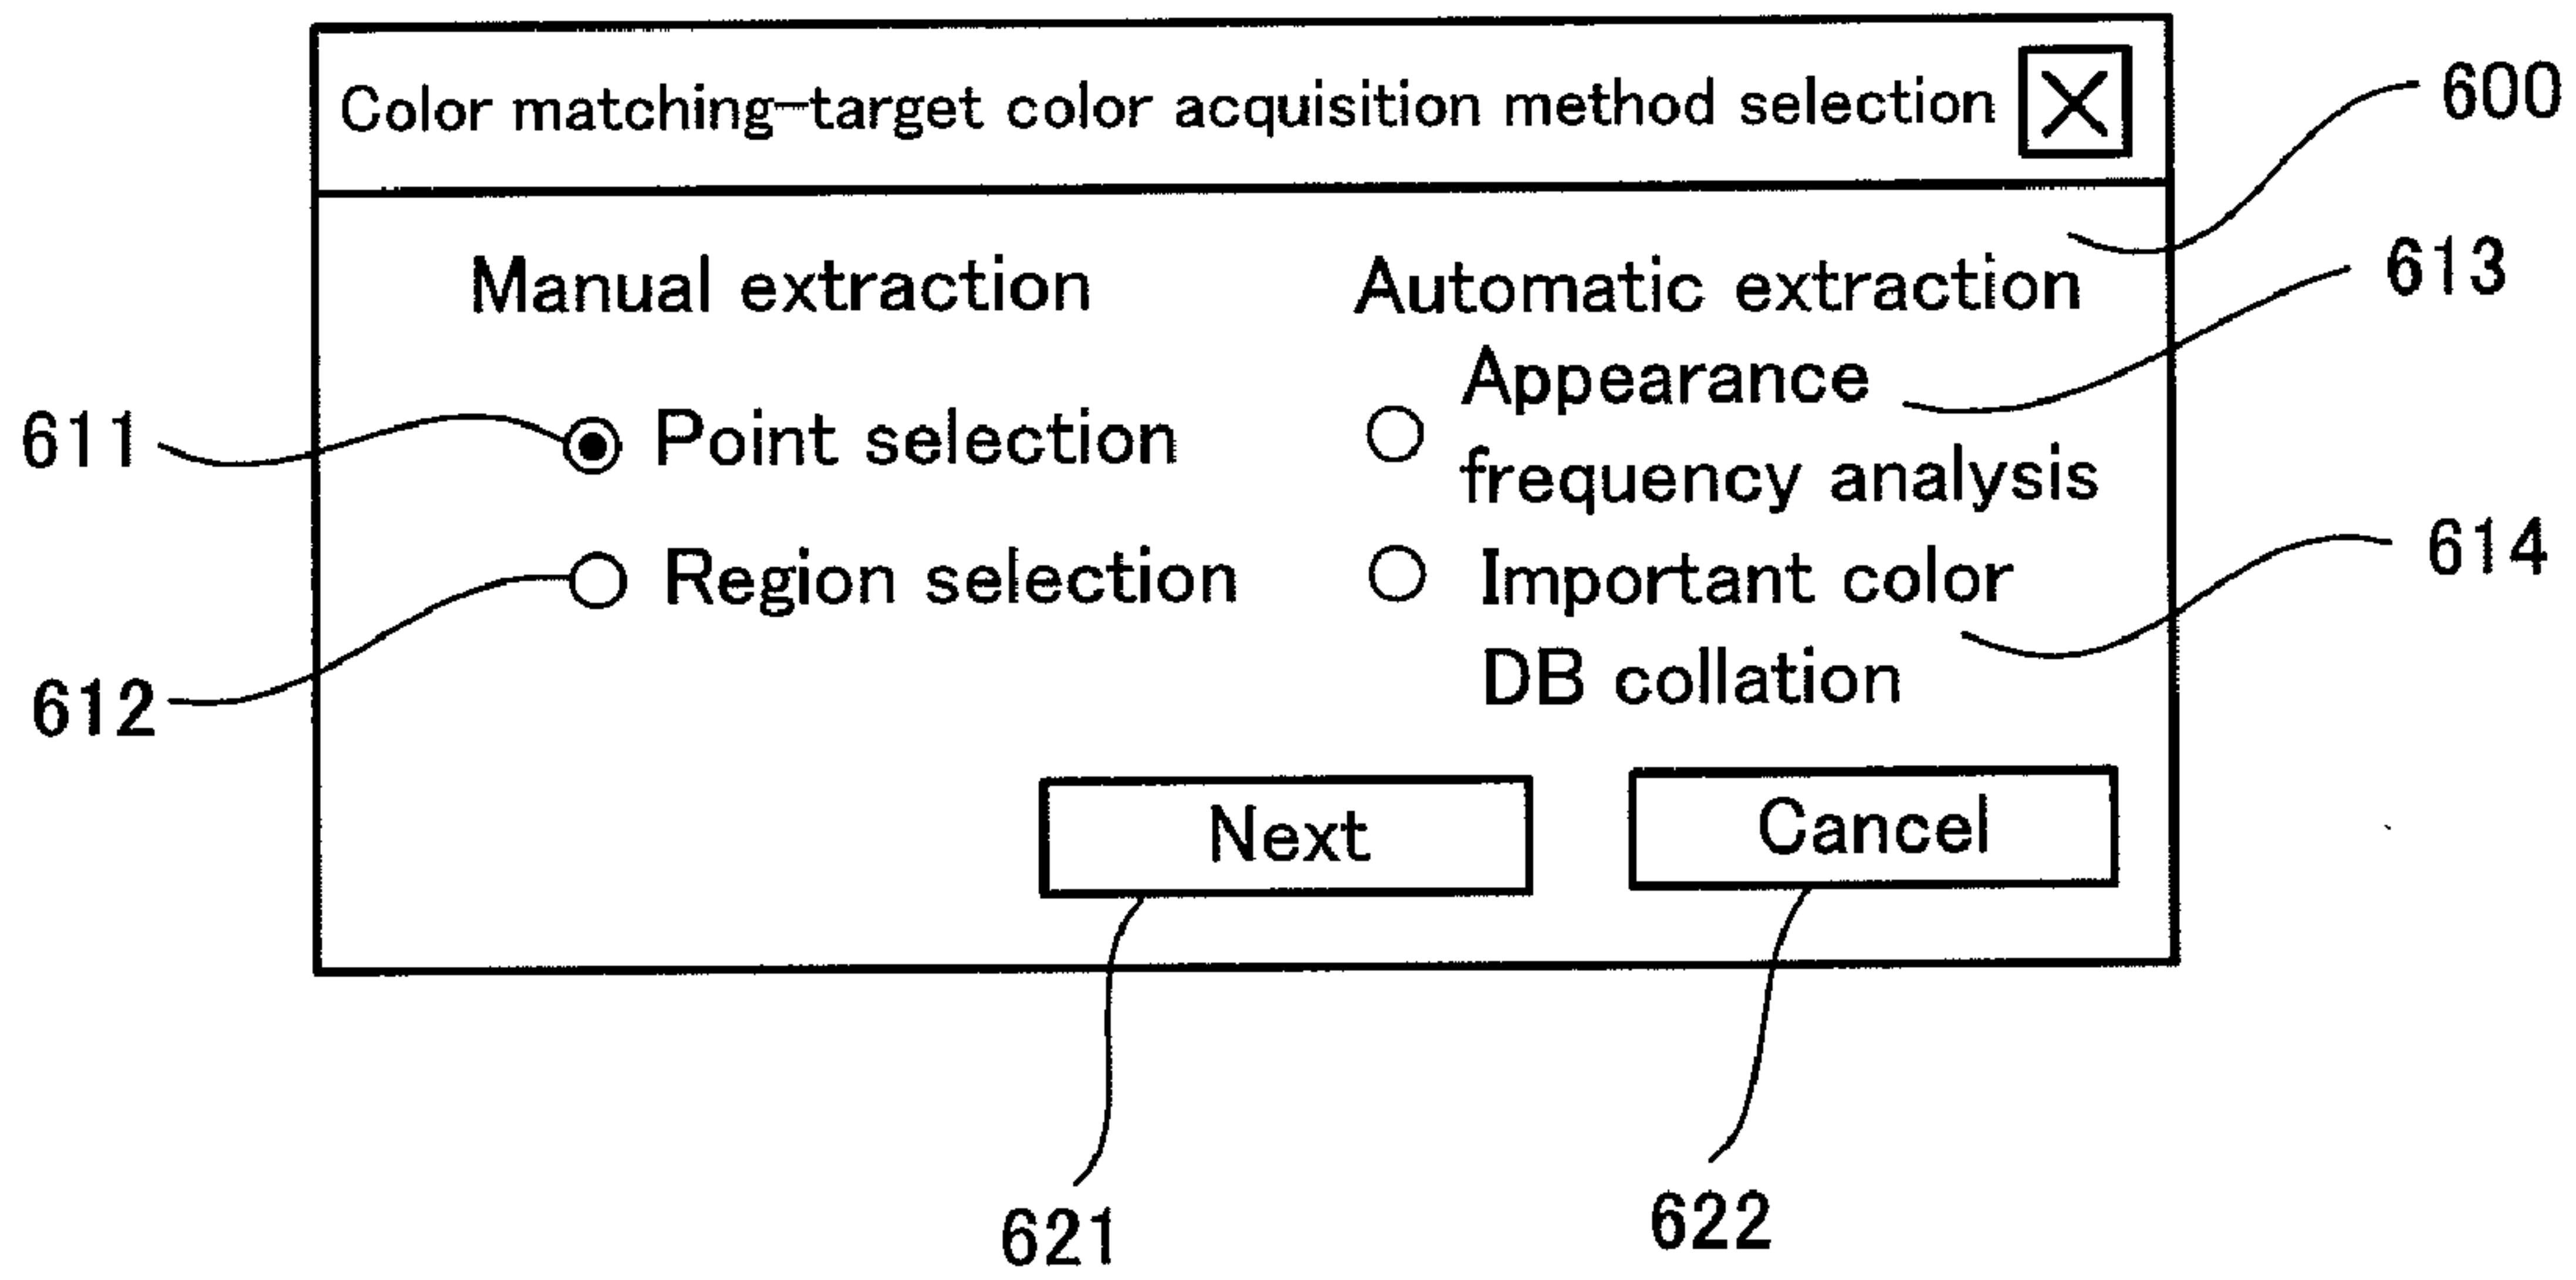 Color matching-target color acquisition method selection
600
Manual extraction
Automatic extraction
613
611
Point selection
Appearance
frequency analysis
612
Region selection
Important color
DB collation
614
Next
Cancel
621
622